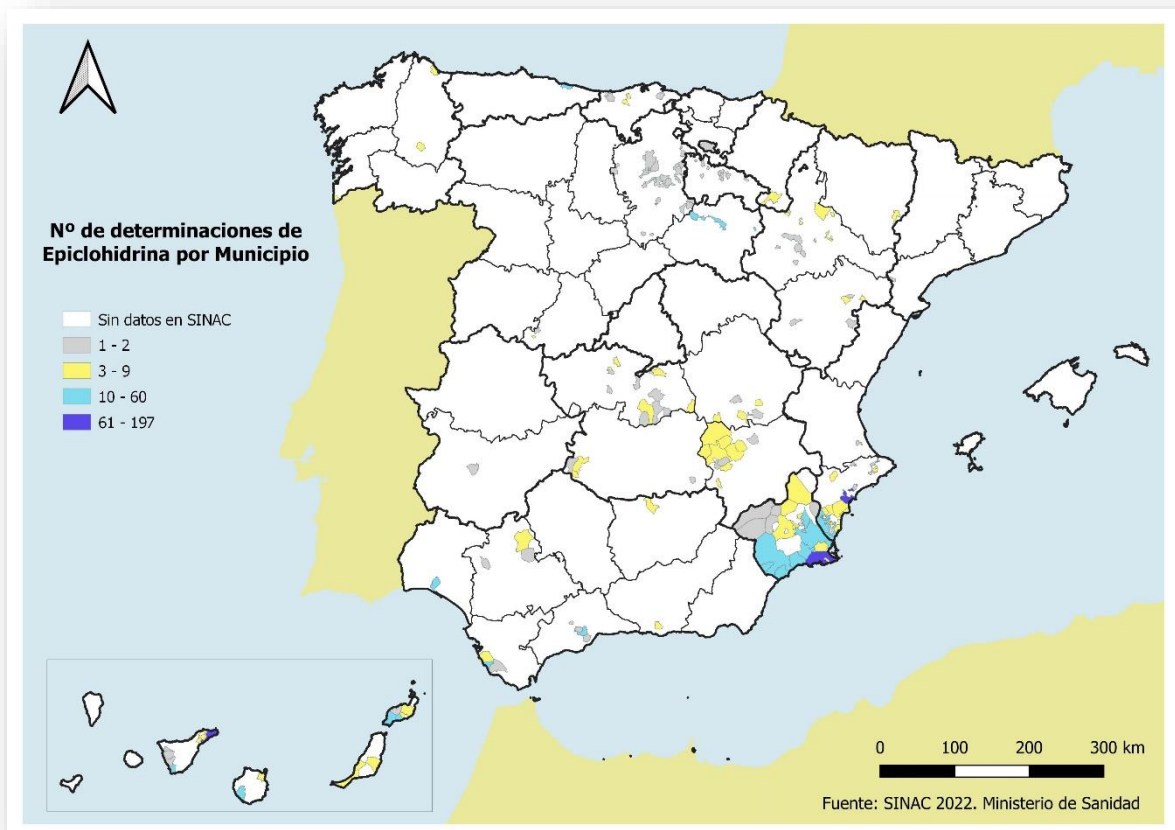 Nº de determinaciones de
Epiclohidrina por Municipio
Sin datos en SINAC
1 - 2
3 - 9
10 - 60
61 - 197
0 100 200 300 km
Fuente: SINAC 2022. Ministerio de Sanidad